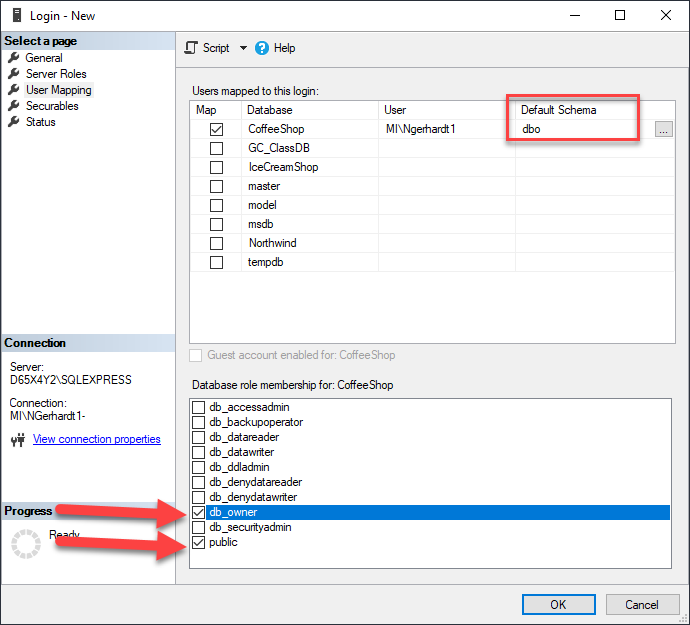 Login - New
Select a page
General
Server Roles
User Mapping
Securables
Status
Script Help
Users mapped to this login:
Map Database User Default Schema
CoffeeShop MI\Ngerhardt1 dbo ...
GC_ClassDB
IceCreamShop
master
model
msdb
Northwind
tempdb
Guest account enabled for: CoffeeShop
Database role membership for: CoffeeShop
db_accessadmin
db_backupoperator
db_datareader
db_datawriter
db_ddladmin
db_denydatareader
db_denydatawriter
db_owner
db_securityadmin
public
Connection
Server:
D65X4Y2\SQLEXPRESS
Connection:
MI\NGerhardt1-
View connection properties
Progress
Ready
OK Cancel